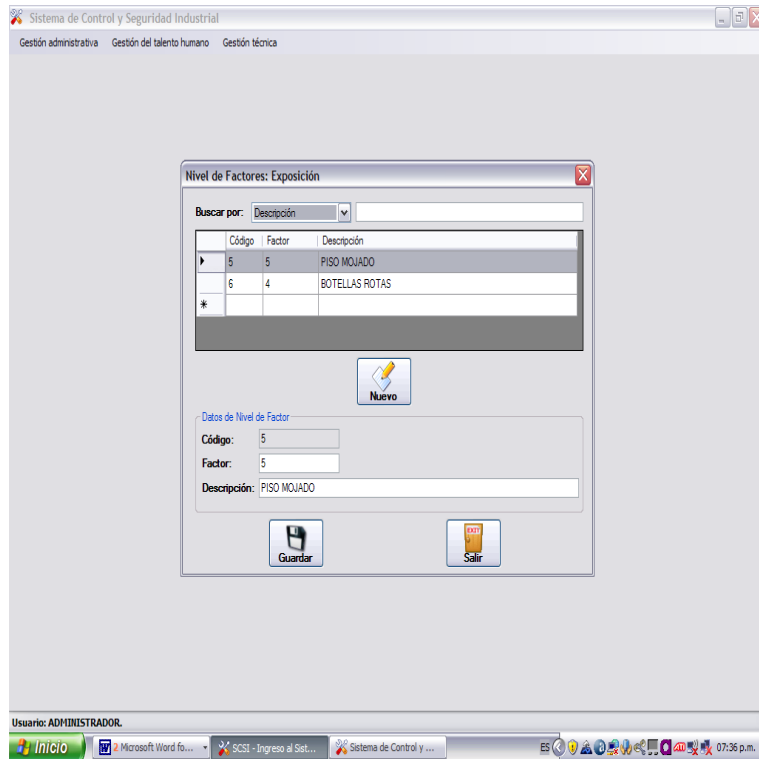 Sistema de Control y Seguridad Industrial
Gestión administrativa Gestión del talento humano Gestión técnica
Nivel de Factores: Exposición
Buscar por: Descripción
Código Factor Descripción
5 5 PISO MOJADO
6 4 BOTELLAS ROTAS
*
Nuevo
Datos de Nivel de Factor
Código: 5
Factor: 5
Descripción: PISO MOJADO
EXIT
Guardar Salir
Usuario: ADMINISTRADOR.
Inicio 2 Microsoft Word fo... SCSI - Ingreso al Sist... Sistema de Control y ... ES 07:36 p.m.